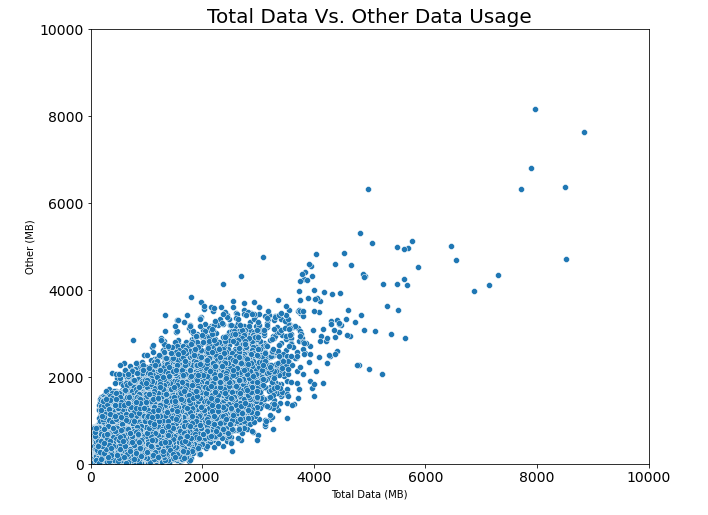 Total Data Vs. Other Data Usage
10000
8000
6000
4000
2000
0
Other (MB)
0 2000 4000 6000 8000 10000
Total Data (MB)